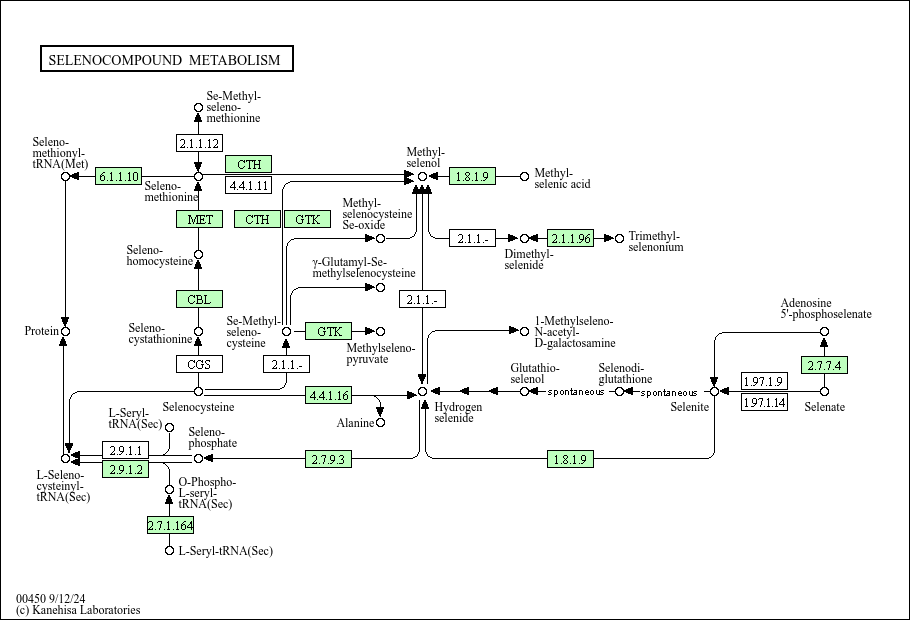 SELENOCOMPOUND METABOLISM
Se-Methyl-
seleno-
methionine
2.1.1.12
Seleno-
methionyl-
tRNA(Met)
6.1.1.10
Seleno-
methionine
CTH
4.4.1.11
Methyl-
selenol
1.8.1.9
Methyl-
selenic acid
MET
CTH
GTK
Methyl-
selenocysteine
Se-oxide
2.1.1.-
Dimethyl-
selenide
2.1.1.96
Trimethyl-
selenonium
Seleno-
homocysteine
γ-Glutamyl-Se-
methylselenocysteine
CBL
2.1.1.-
Protein
Seleno-
cystathionine
Se-Methyl-
seleno-
cysteine
GTK
Methylseleno-
pyruvate
1-Methylseleno-
N-acetyl-
D-galactosamine
Adenosine
5'-phosphoselenate
CGS
2.1.1.-
Glutathio-
selenol
Selenodi-
glutathione
2.7.7.4
Selenocysteine
4.4.1.16
spontaneous
spontaneous
1.97.1.9
1.97.1.14
Alanine
Hydrogen
selenide
Selenite
Selenate
L-Seryl-
tRNA(Sec)
Seleno-
phosphate
2.9.1.1
2.9.1.2
2.7.9.3
1.8.1.9
L-Seleno-
cysteinyl-
tRNA(Sec)
O-Phospho-
L-seryl-
tRNA(Sec)
2.7.1.164
L-Seryl-tRNA(Sec)
00450 9/12/24
(c) Kanehisa Laboratories